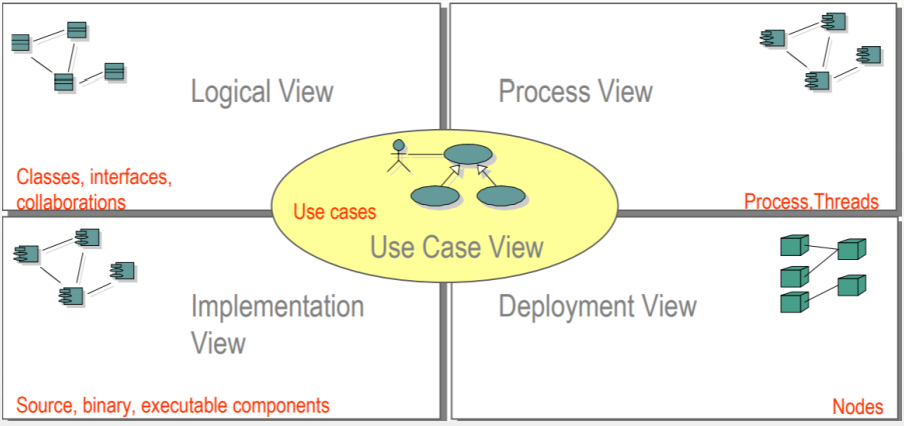 Logical View
Classes, interfaces,
collaborations
Process View
Process.Threads
Use cases
Use Case View
Implementation
View
Source, binary, executable components
Deployment View
Nodes